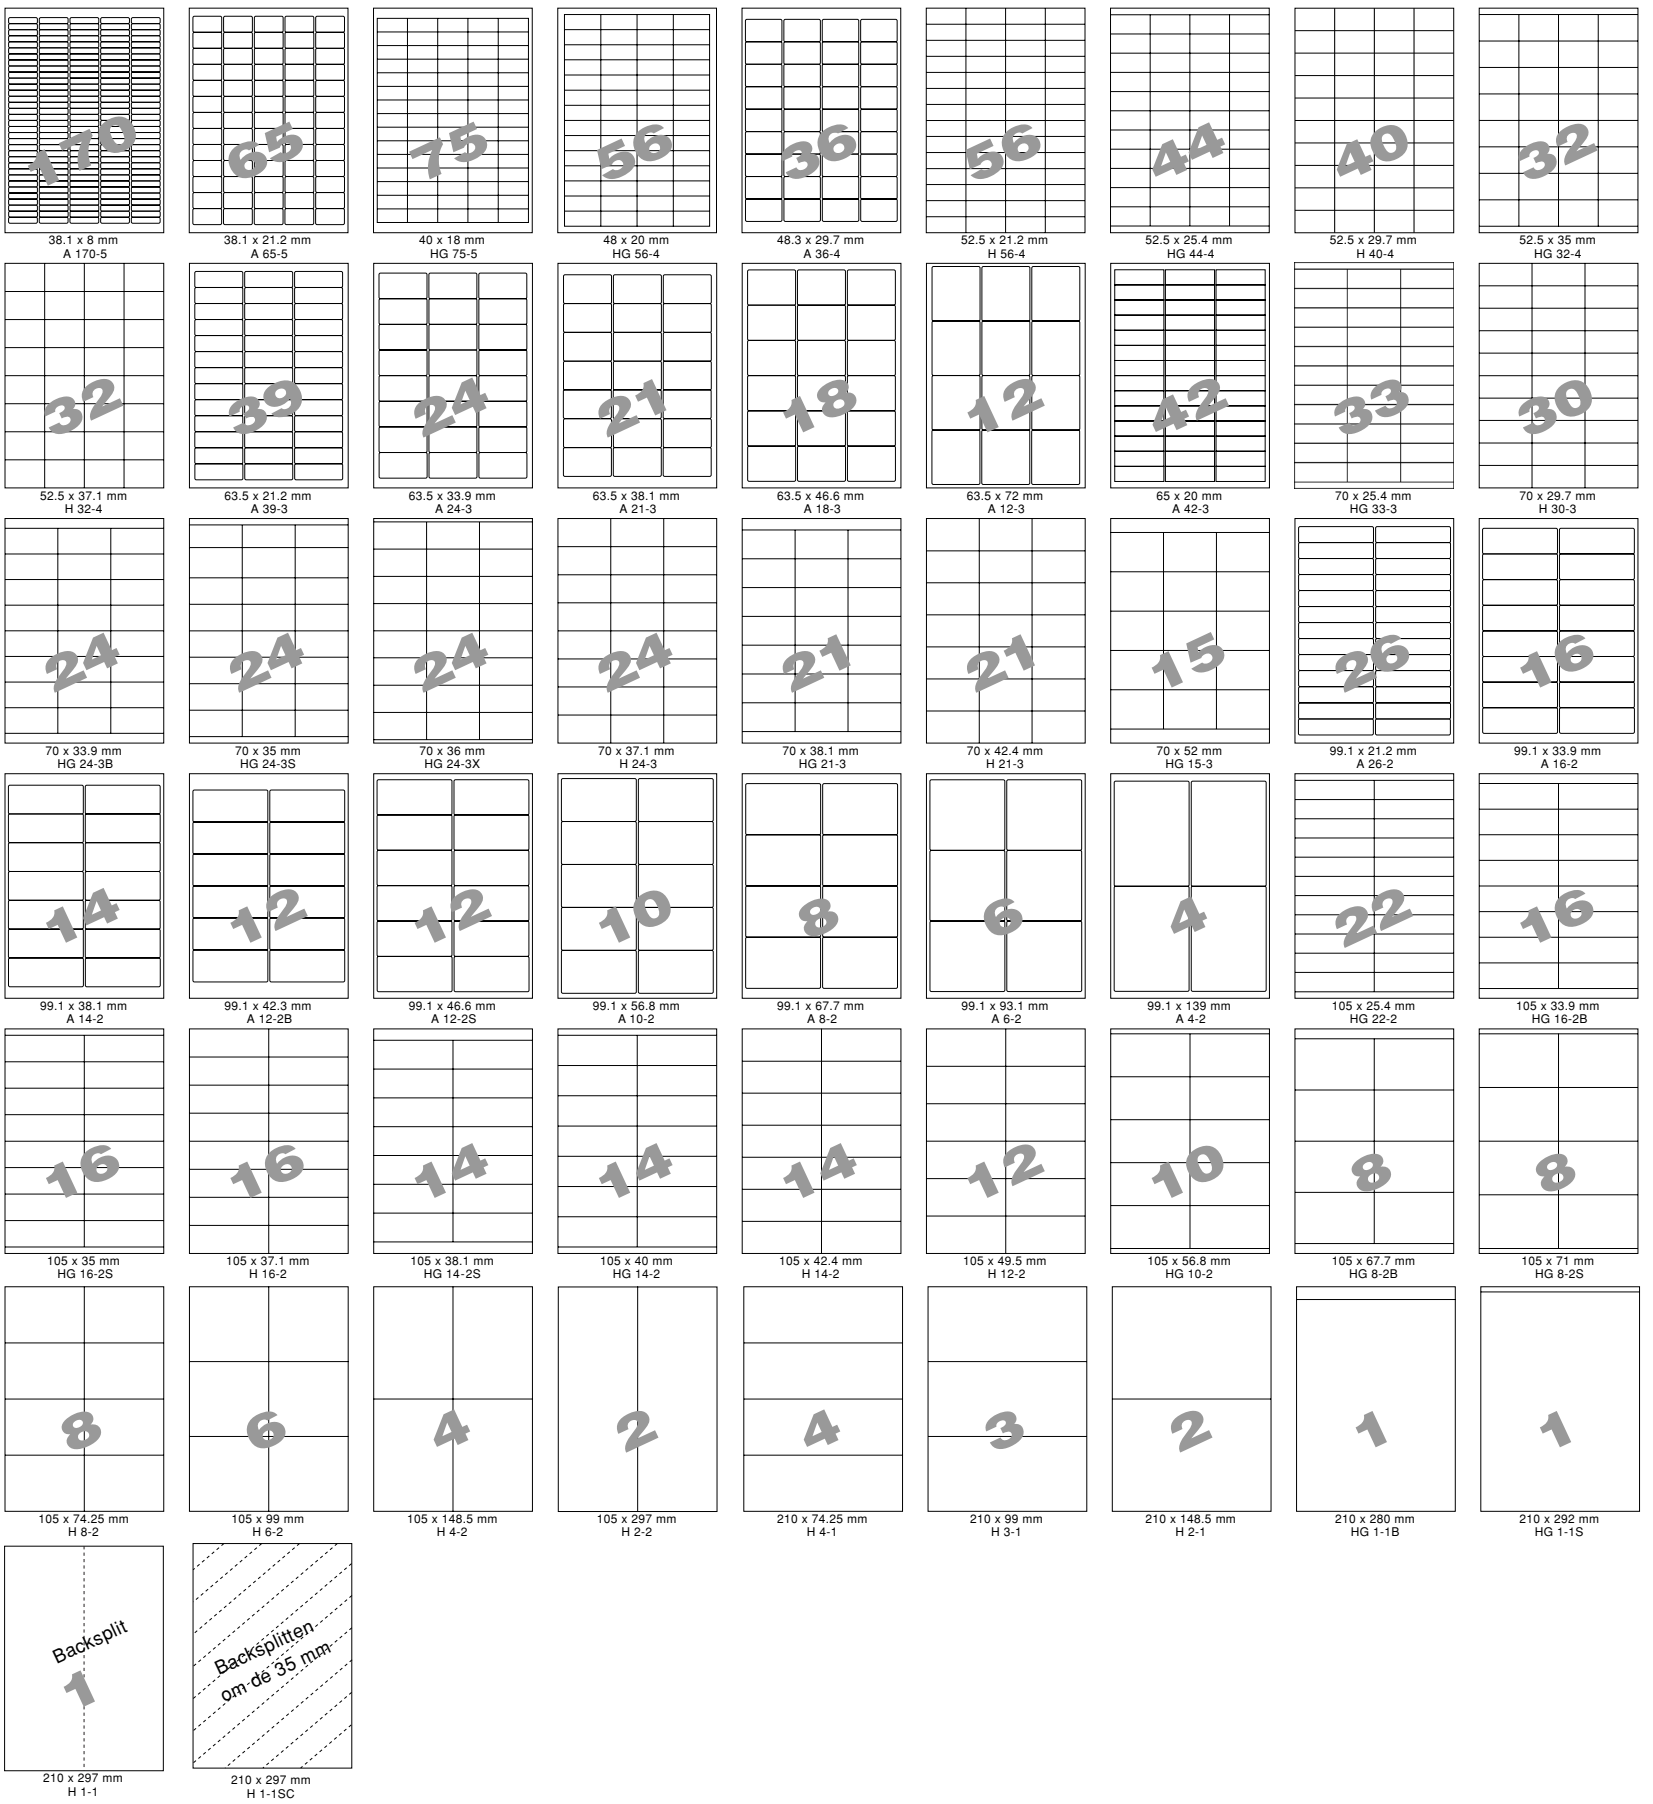 170 65 75 56 36 56 44 40 32
38.1 x 8 mm 38.1 x 21.2 mm 40 x 18 mm 48 x 20 mm 48.3 x 29.7 mm 52.5 x 21.2 mm 52.5 x 25.4 mm 52.5 x 29.7 mm 52.5 x 35 mm
A 170-5 A 65-5 HG 75-5 HG 56-4 A 36-4 H 56-4 HG 44-4 H 40-4 HG 32-4
32 39 24 21 18 12 42 33 30
52.5 x 37.1 mm 63.5 x 21.2 mm 63.5 x 33.9 mm 63.5 x 38.1 mm 63.5 x 46.6 mm 63.5 x 72 mm 65 x 20 mm 70 x 25.4 mm 70 x 29.7 mm
H 32-4 A 39-3 A 24-3 A 21-3 A 18-3 A 12-3 A 42-3 HG 33-3 H 30-3
24 24 24 24 21 21 15 26 16
70 x 33.9 mm 70 x 35 mm 70 x 36 mm 70 x 37.1 mm 70 x 38.1 mm 70 x 42.4 mm 70 x 52 mm 99.1 x 21.2 mm 99.1 x 33.9 mm
HG 24-3B HG 24-3S HG 24-3X H 24-3 HG 21-3 H 21-3 HG 15-3 A 26-2 A 16-2
14 12 12 10 8 6 4 22 16
99.1 x 38.1 mm 99.1 x 42.3 mm 99.1 x 46.6 mm 99.1 x 56.8 mm 99.1 x 67.7 mm 99.1 x 93.1 mm 99.1 x 139 mm 105 x 25.4 mm 105 x 33.9 mm
A 14-2 A 12-2B A 12-2S A 10-2 A 8-2 A 6-2 A 4-2 HG 22-2 HG 16-2B
16 16 14 14 14 12 10 8 8
105 x 35 mm 105 x 37.1 mm 105 x 38.1 mm 105 x 40 mm 105 x 42.4 mm 105 x 49.5 mm 105 x 56.8 mm 105 x 67.7 mm 105 x 71 mm
HG 16-2S H 16-2 HG 14-2S HG 14-2 H 14-2 H 12-2 HG 10-2 HG 8-2B HG 8-2S
8 6 4 2 4 3 2 1 1
105 x 74.25 mm 105 x 99 mm 105 x 148.5 mm 105 x 297 mm 210 x 74.25 mm 210 x 99 mm 210 x 148.5 mm 210 x 280 mm 210 x 292 mm
H 8-2 H 6-2 H 4-2 H 2-2 H 4-1 H 3-1 H 2-1 HG 1-1B HG 1-1S
Backsplit
1
210 x 297 mm
H 1-1
Backsplitten
om de 35 mm
210 x 297 mm
H 1-1SC